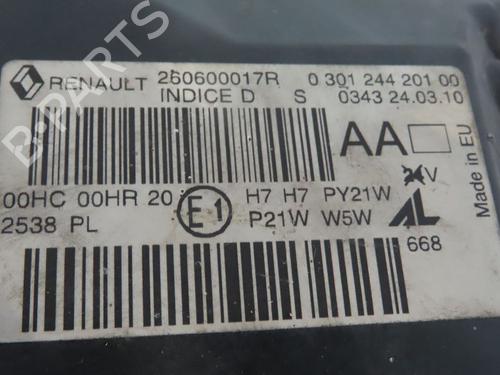 RENAULT 260600017R 0 301 244 201 00
INDICE D S 0343 24.03.10
AA
Made in EU
24V
00HC 00HR 20 E1 H7 H7 PY21W
2538 PL P21W W5W AL
668
B-PARTS